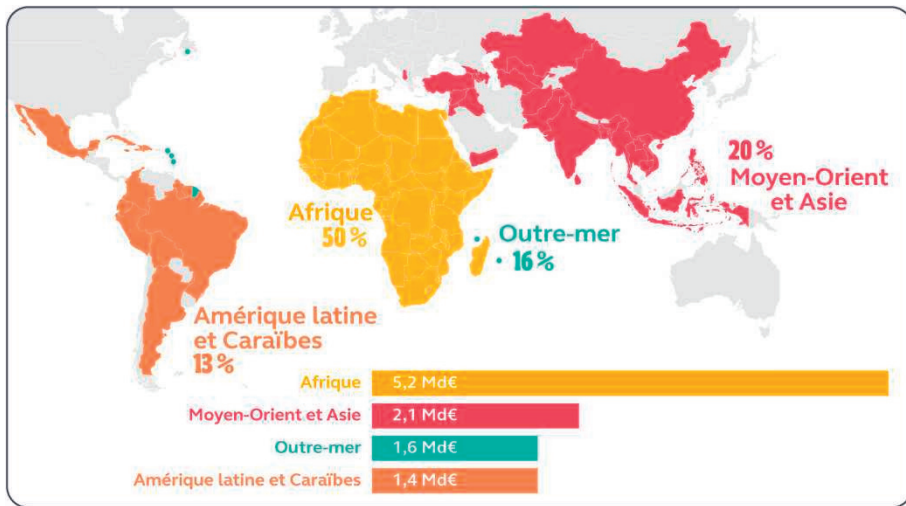 20 %
Moyen-Orient
et Asie
Afrique
50 %
Outre-mer
16 %
Amérique latine
et Caraïbes
13 %
Afrique 5,2 Md€
Moyen-Orient et Asie 2,1 Md€
Outre-mer 1,6 Md€
Amérique latine et Caraïbes 1,4 Md€